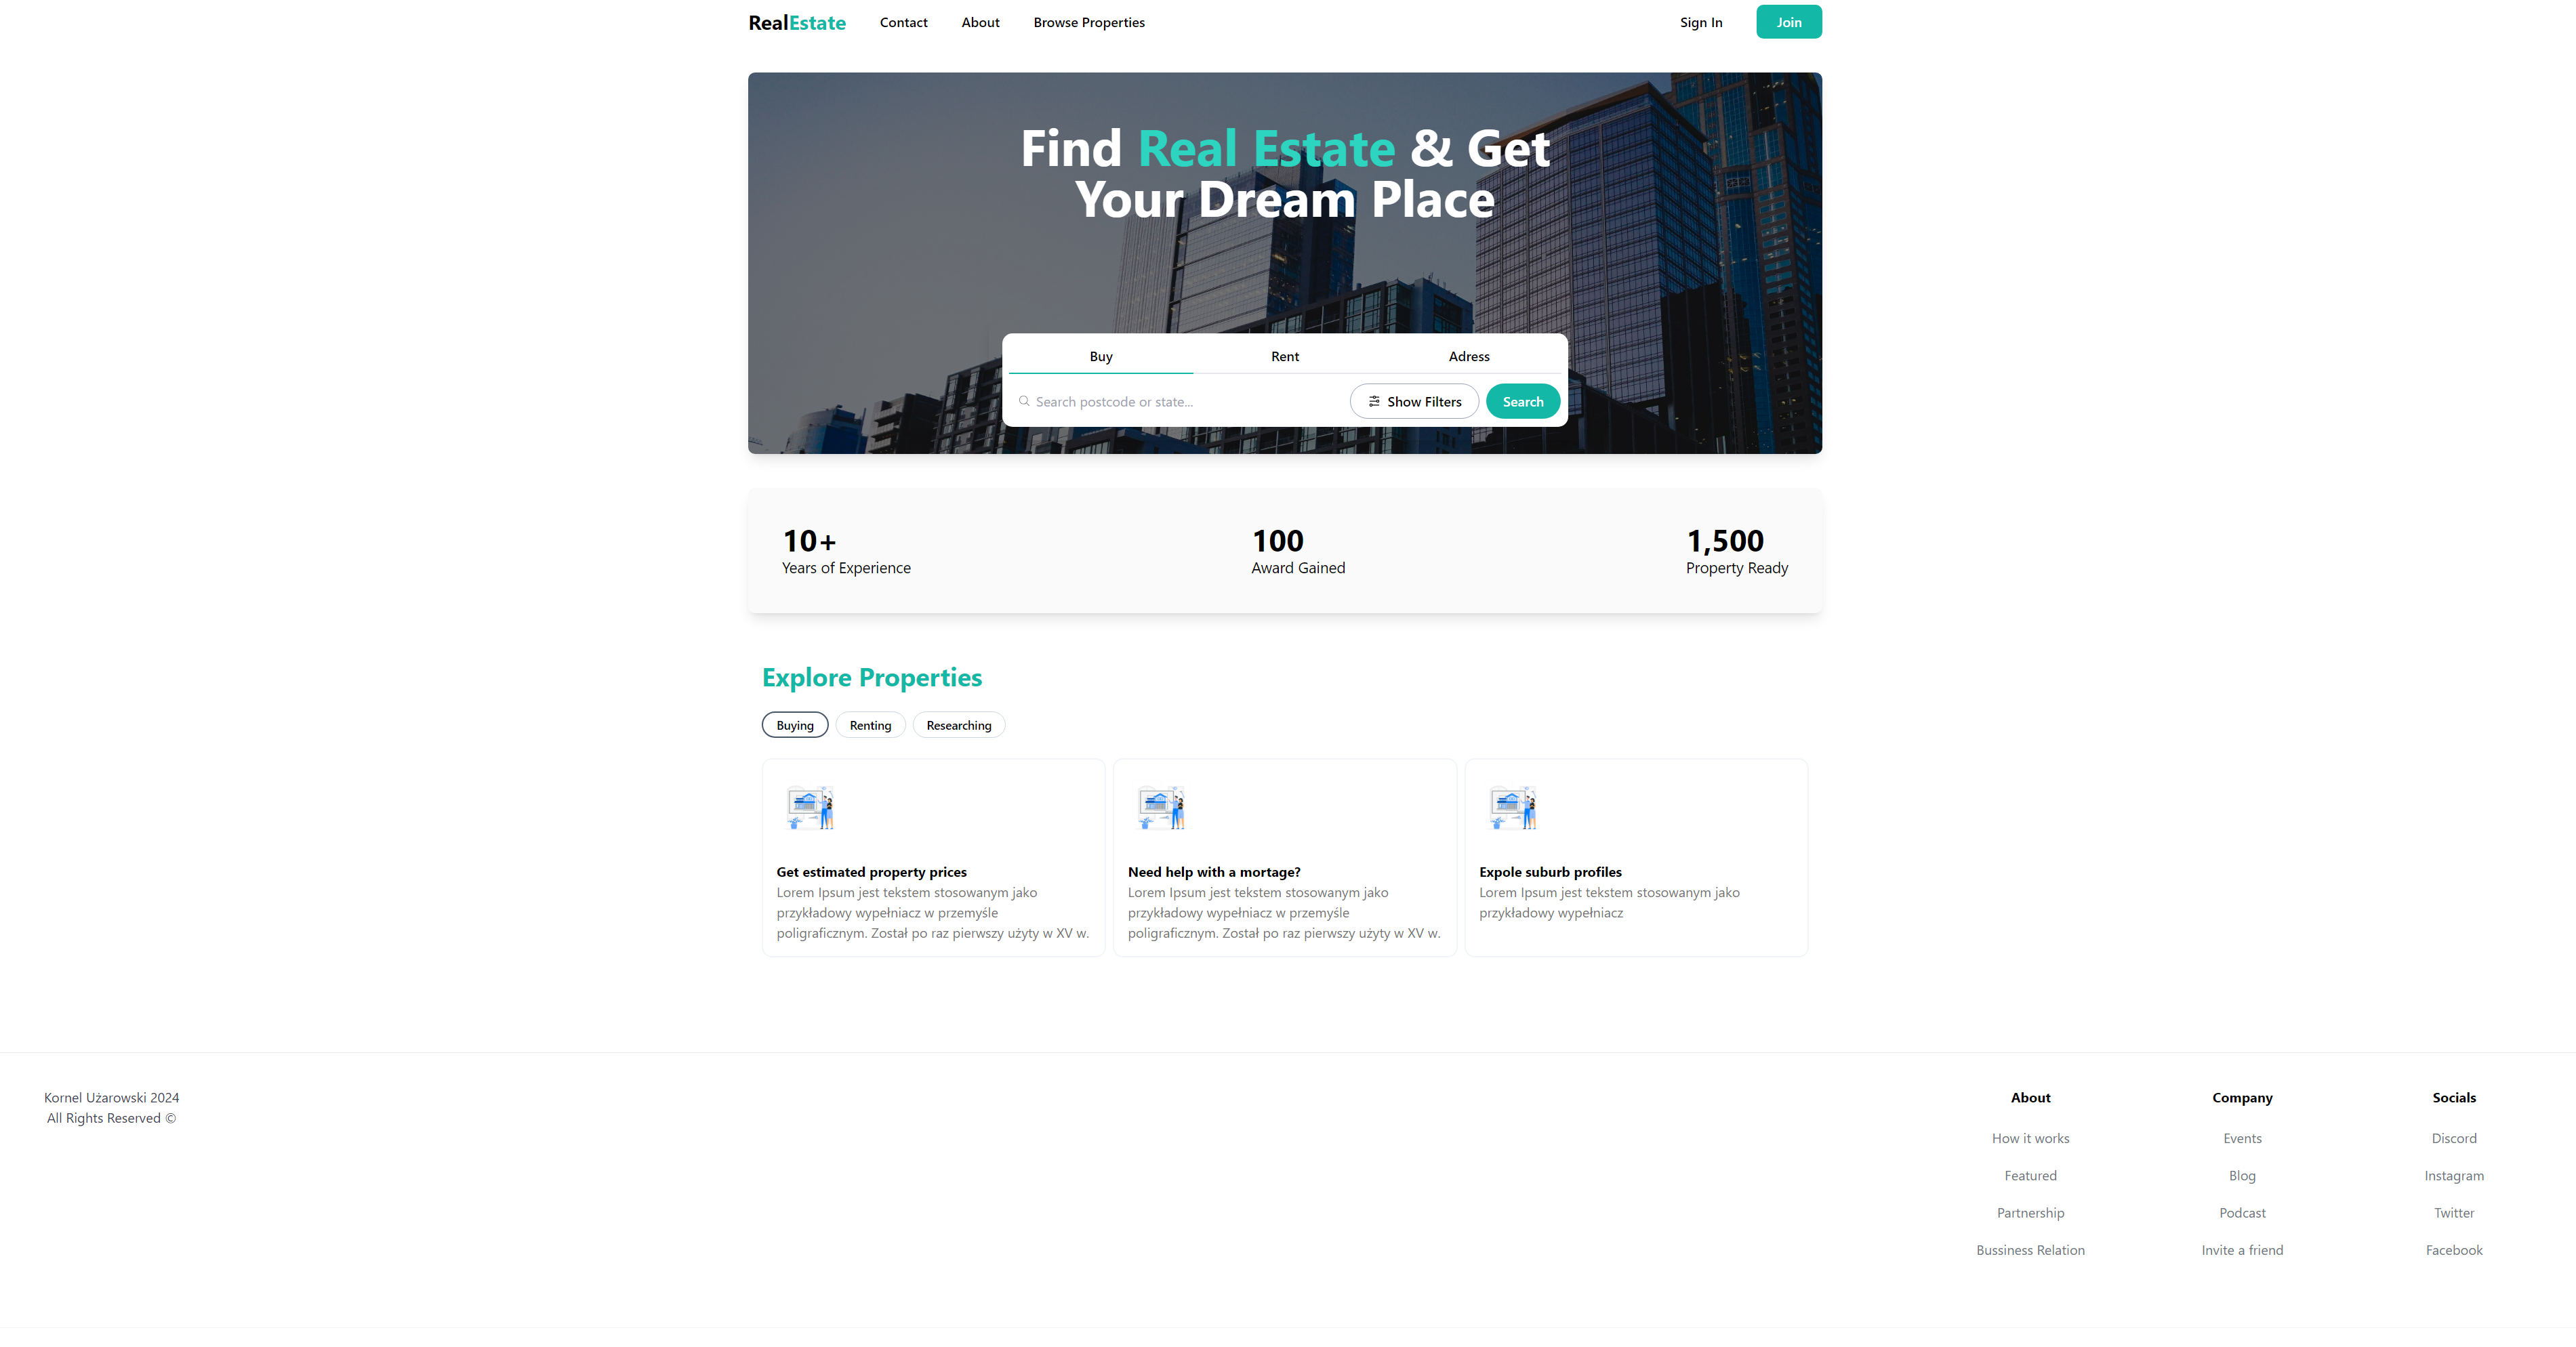 RealEstate Contact About Browse Properties Sign In Join
Find Real Estate & Get
Your Dream Place
Buy Rent Adress
Search postcode or state... Show Filters Search
10+ 100 1,500
Years of Experience Award Gained Property Ready
Explore Properties
Buying Renting Researching
Get estimated property prices
Lorem Ipsum jest tekstem stosowanym jako
przykładowy wypełniacz w przemyśle
poligraficznym. Został po raz pierwszy użyty w XV w.
Need help with a mortage?
Lorem Ipsum jest tekstem stosowanym jako
przykładowy wypełniacz w przemyśle
poligraficznym. Został po raz pierwszy użyty w XV w.
Expole suburb profiles
Lorem Ipsum jest tekstem stosowanym jako
przykładowy wypełniacz
Kornel Użarowski 2024
All Rights Reserved ©
About
How it works
Featured
Partnership
Bussiness Relation
Company
Events
Blog
Podcast
Invite a friend
Socials
Discord
Instagram
Twitter
Facebook